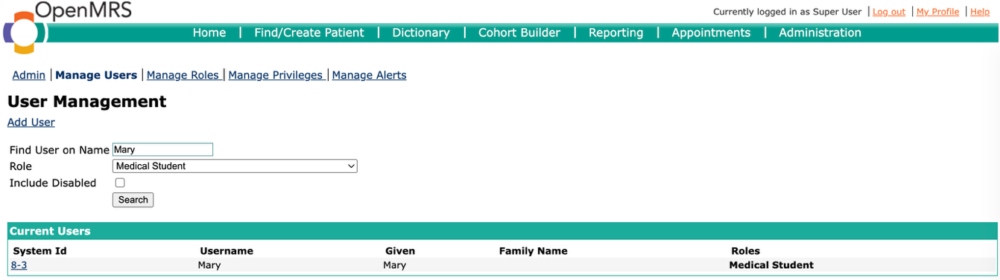 OpenMRS
Currently logged in as Super User | Log out | My Profile | Help
Home | Find/Create Patient | Dictionary | Cohort Builder | Reporting | Appointments | Administration
Admin | Manage Users | Manage Roles | Manage Privileges | Manage Alerts
User Management
Add User
Find User on Name Mary
Role Medical Student
Include Disabled
Search
Current Users
System Id Username Given Family Name Roles
8-3 Mary Mary Medical Student